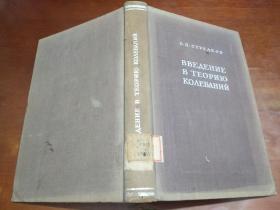 С.П. СТРЕЛКОВ
ВВЕДЕНИЕ
В ТЕОРИЮ
КОЛЕБАНИЙ
ВВЕДЕНИЕ В ТЕОРИЮ КОЛЕБАНИЙ